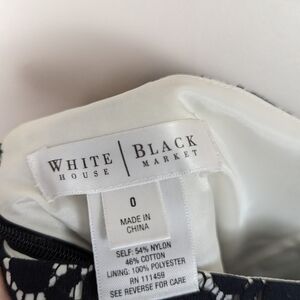 WHITE | BLACK
HOUSE | MARKET
0
MADE IN
CHINA
SELF: 54% NYLON
46% COTTON
LINING: 100% POLYESTER
RN 111459
SEE REVERSE FOR CARE